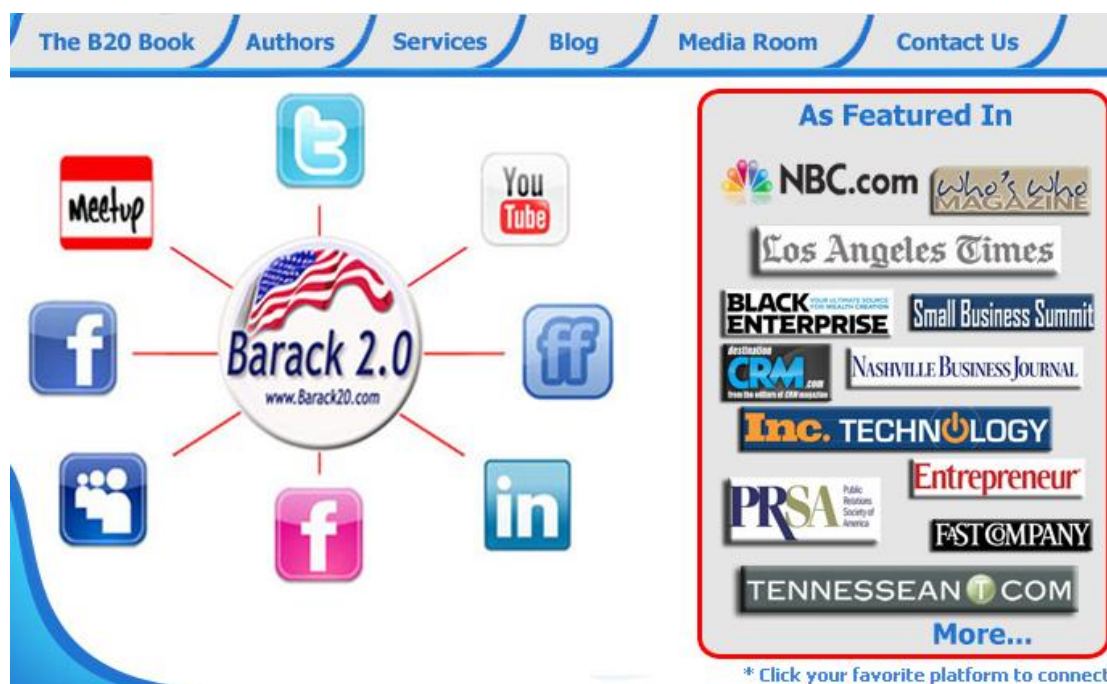 The B20 Book Authors Services Blog Media Room Contact Us
t
Meetup
You
Tube
f
ff
Barack 2.0
www.Barack20.com
in
f
As Featured In
NBC.com
Who's Who
MAGAZINE
Los Angeles Times
BLACK
ENTERPRISE
YOUR ULTIMATE SOURCE
FOR WEALTH CREATION
Small Business Summit
destination
CRM.com
from the editors of CRM magazine
NASHVILLE BUSINESS JOURNAL
Inc. TECHNOLOGY
Entrepreneur
PRSA
Public
Relations
Society of
America
FAST COMPANY
TENNESSEAN T COM
More...
* Click your favorite platform to connect